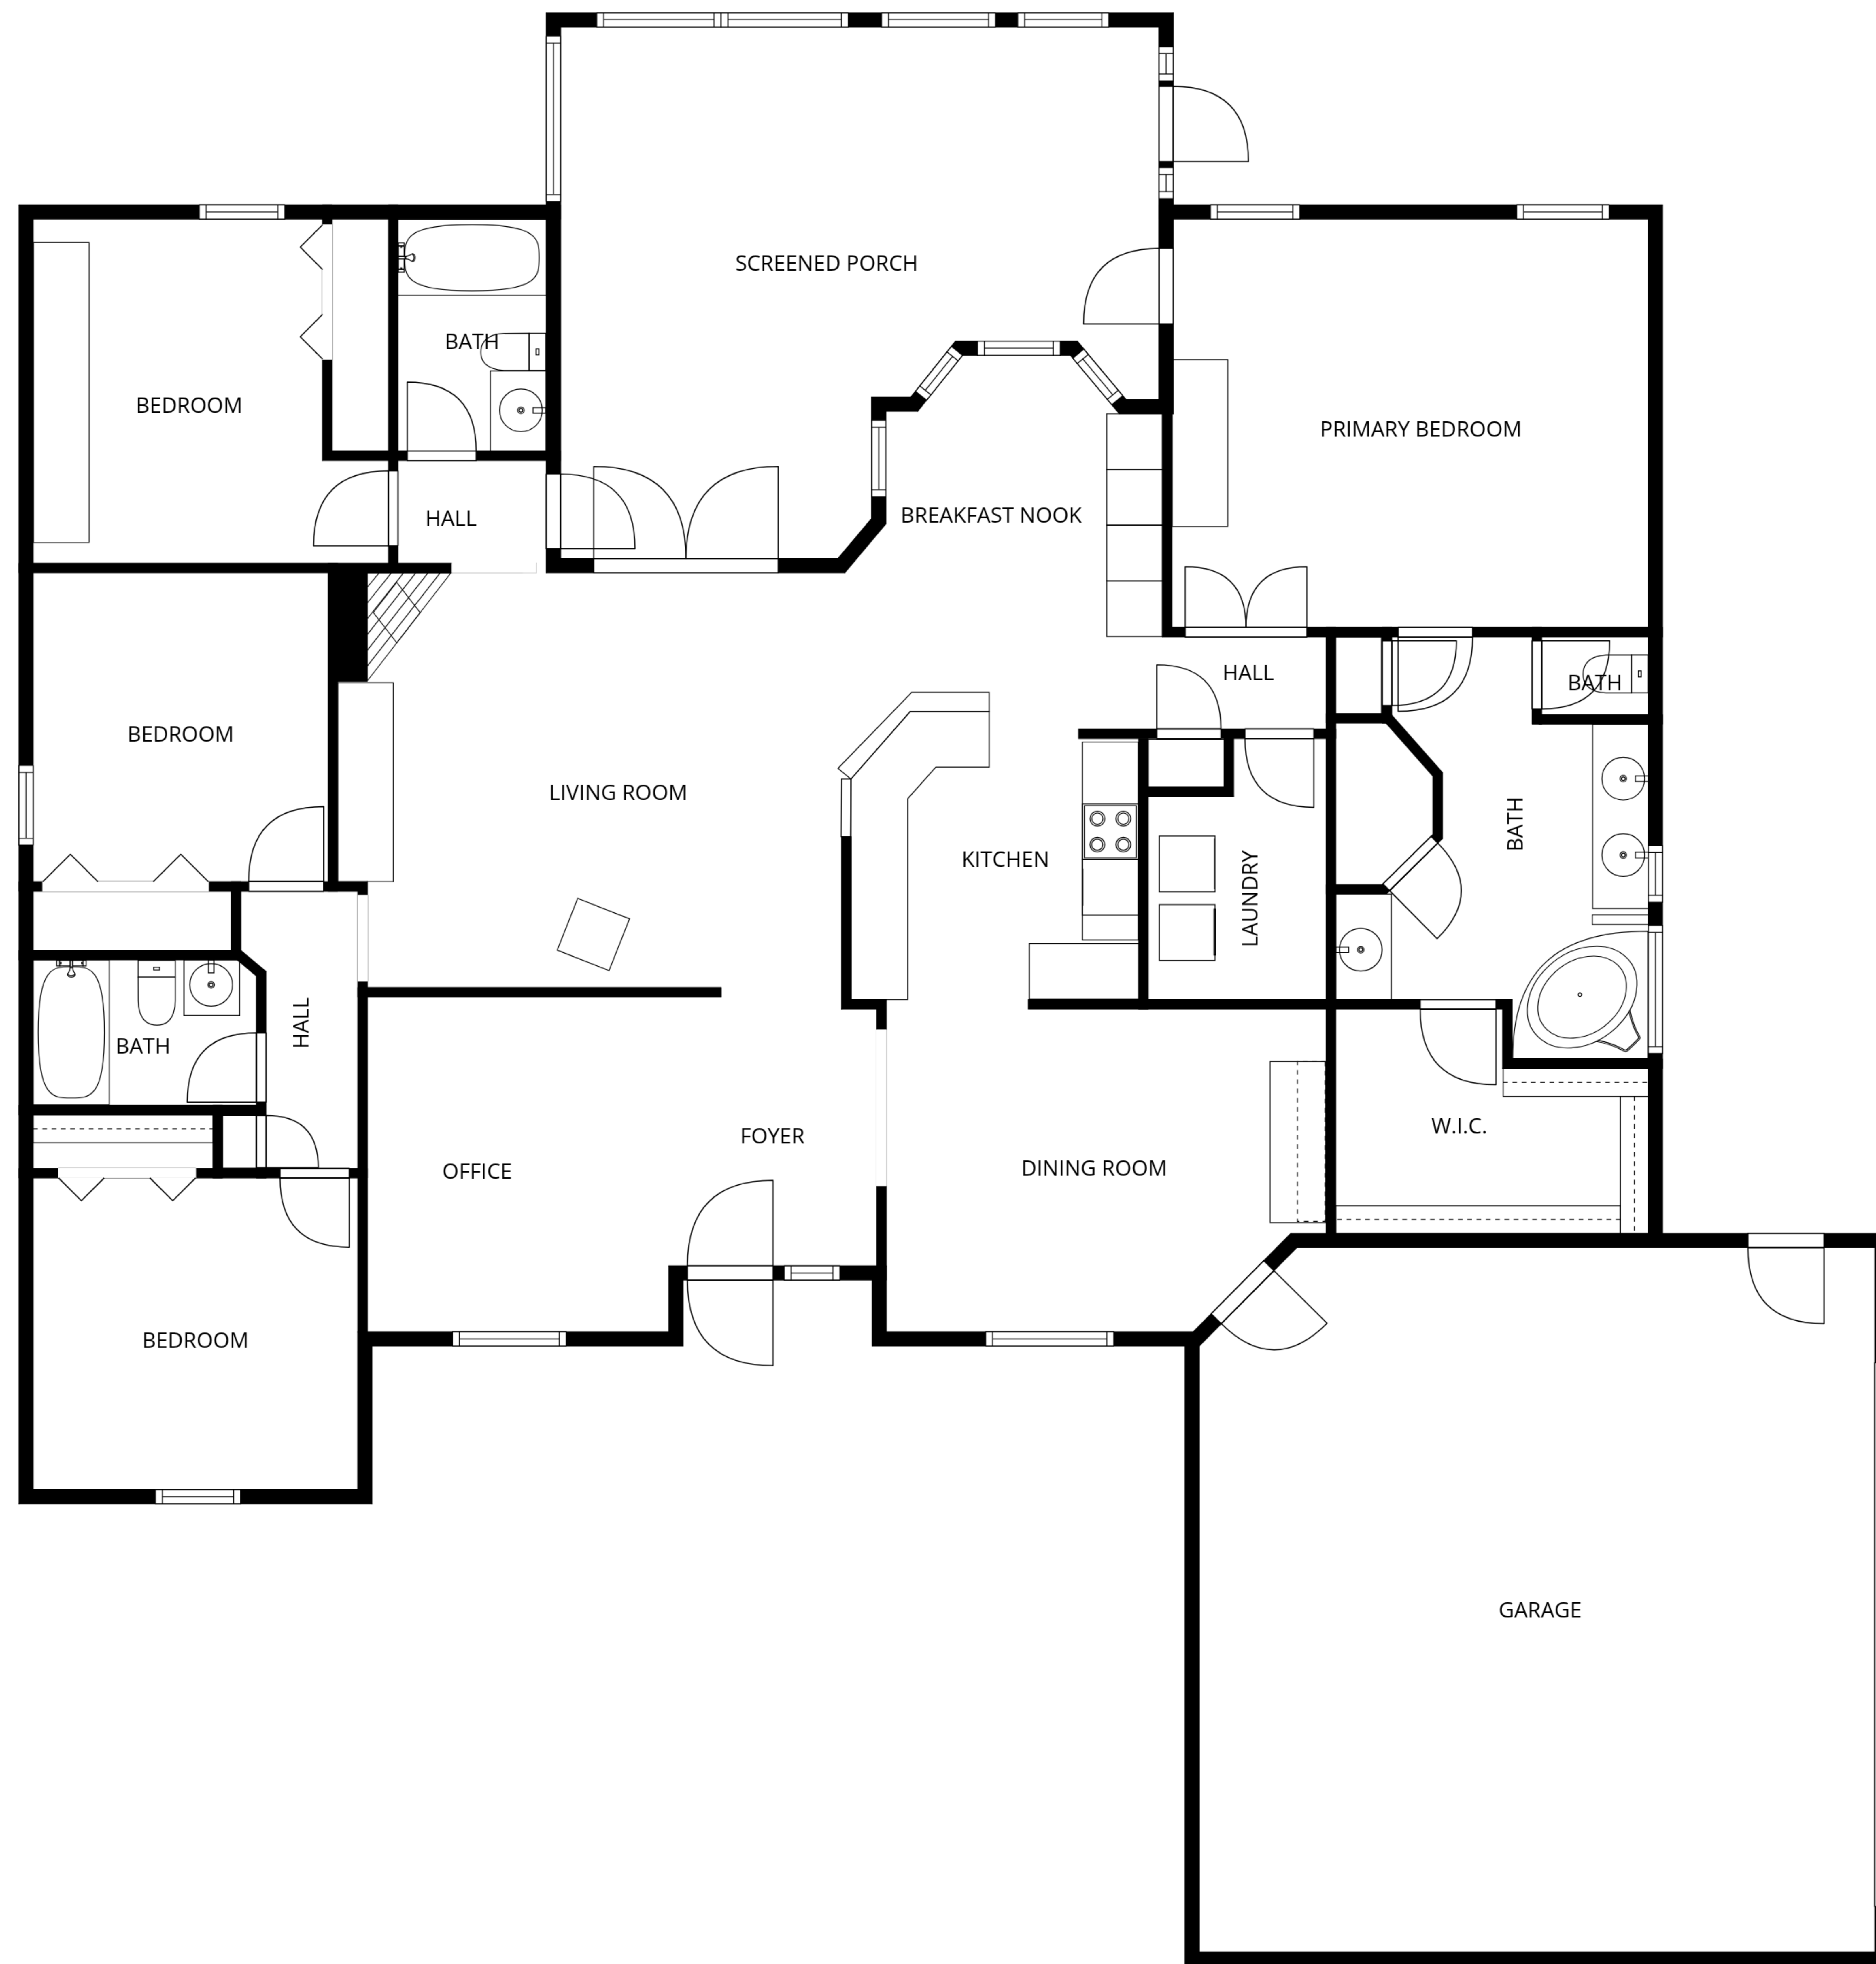 SCREENED PORCH
BATH
BEDROOM
PRIMARY BEDROOM
HALL
BREAKFAST NOOK
HALL
BATH
BEDROOM
LIVING ROOM
BATH
KITCHEN
LAUNDRY
HALL
BATH
W.I.C.
FOYER
DINING ROOM
OFFICE
BEDROOM
GARAGE